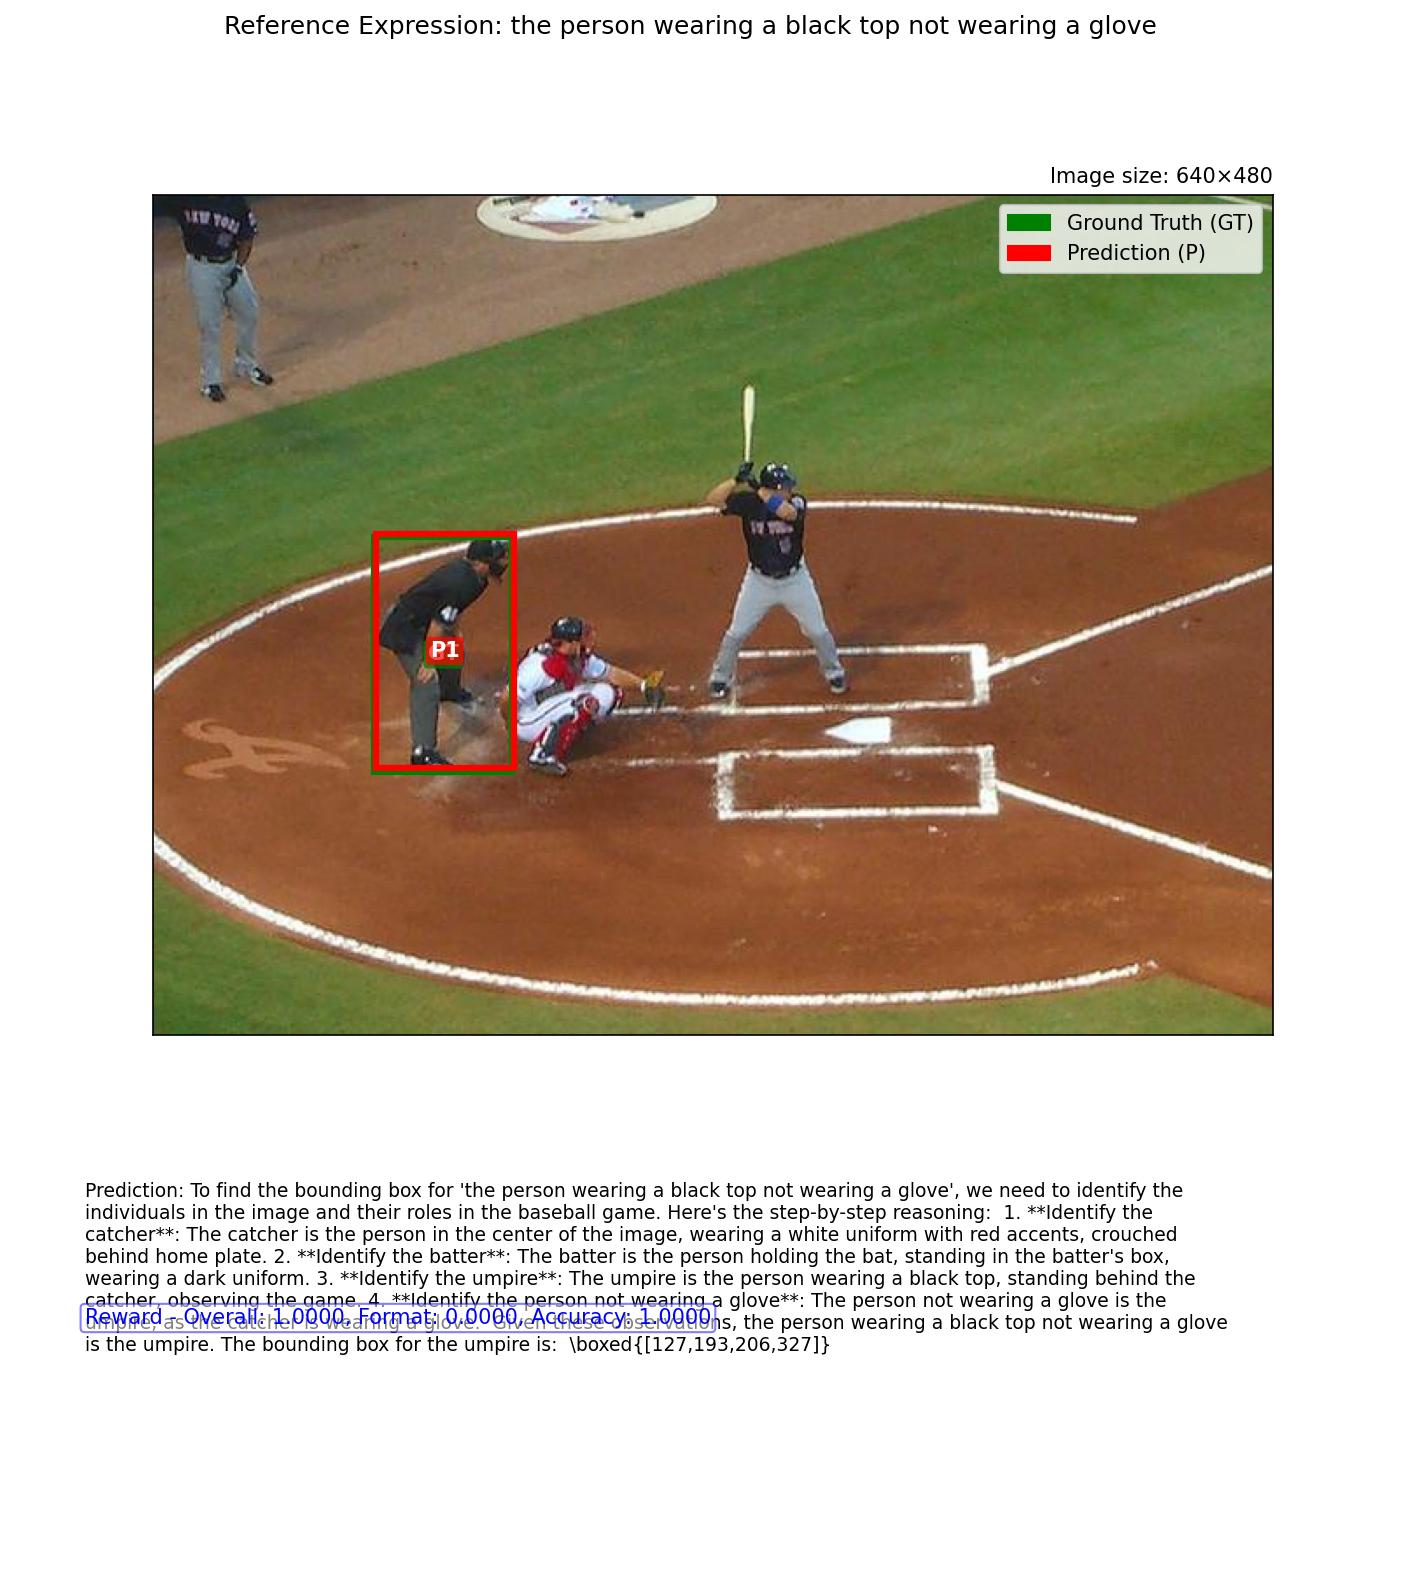 Reference Expression: the person wearing a black top not wearing a glove
Image size: 640×480
Ground Truth (GT)
Prediction (P)
NEW YORK
P1
Prediction: To find the bounding box for 'the person wearing a black top not wearing a glove', we need to identify the
individuals in the image and their roles in the baseball game. Here's the step-by-step reasoning:  1. **Identify the
catcher**: The catcher is the person in the center of the image, wearing a white uniform with red accents, crouched
behind home plate. 2. **Identify the batter**: The batter is the person holding the bat, standing in the batter's box,
wearing a dark uniform. 3. **Identify the umpire**: The umpire is the person wearing a black top, standing behind the
catcher, observing the game. 4. **Identify the person not wearing a glove**: The person not wearing a glove is the
Reward - Overall: 1.0000, Format: 0.0000, Accuracy: 1.0000
umpire, as the catcher is wearing a glove.  Given these observations, the person wearing a black top not wearing a glove
is the umpire. The bounding box for the umpire is:  \boxed{[127,193,206,327]}